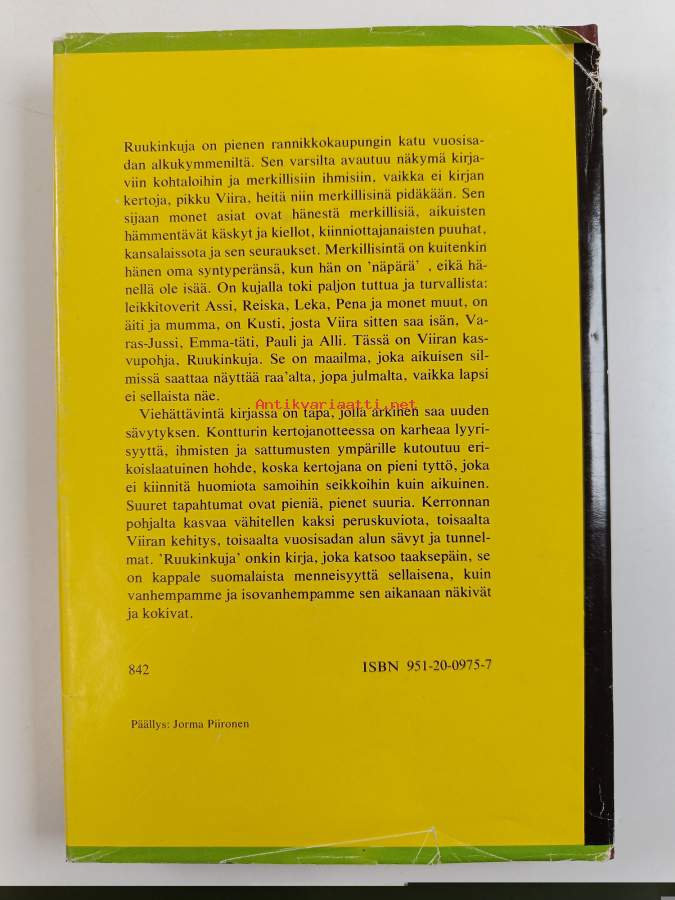 Ruukinkuja on pienen rannikkokaupungin katu vuosisa-
dan alkukymmeniltä. Sen varsilta avautuu näkymä kirja-
viin kohtaloihin ja merkillisiin ihmisiin, vaikka ei kirjan
kertoja, pikku Viira, heitä niin merkillisinä pidäkään. Sen
sijaan monet asiat ovat hänestä merkillisiä, aikuisten
hämmentävät käskyt ja kiellot, kiinniottajanaisten puuhat,
kansalaissota ja sen seuraukset. Merkillisintä on kuitenkin
hänen oma syntyperänsä, kun hän on 'näpärä' , eikä hä-
nellä ole isää. On kujalla toki paljon tuttua ja turvallista:
leikkitoverit Assi, Reiska, Leka, Pena ja monet muut, on
äiti ja mumma, on Kusti, josta Viira sitten saa isän, Va-
ras-Jussi, Emma-täti, Pauli ja Alli. Tässä on Viiran kas-
vupohja, Ruukinkuja. Se on maailma, joka aikuisen sil-
missä saattaa näyttää raa'alta, jopa julmalta, vaikka lapsi
ei sellaista näe.
Antikvariaatti.net
Viehättävintä kirjassa on tapa, jolla arkinen saa uuden
sävytyksen. Kontturin kertojanotteessa on karheaa lyyri-
syyttä, ihmisten ja sattumusten ympärille kutoutuu eri-
koislaatuinen hohde, koska kertojana on pieni tyttö, joka
ei kiinnitä huomiota samoihin seikkoihin kuin aikuinen.
Suuret tapahtumat ovat pieniä, pienet suuria. Kerronnan
pohjalta kasvaa vähitellen kaksi peruskuviota, toisaalta
Viiran kehitys, toisaalta vuosisadan alun sävyt ja tunnel-
mat. 'Ruukinkuja' onkin kirja, joka katsoo taaksepäin, se
on kappale suomalaista menneisyyttä sellaisena, kuin
vanhempamme ja isovanhempamme sen aikanaan näkivät
ja kokivat.
842 ISBN 951-20-0975-7
Päällys: Jorma Piironen